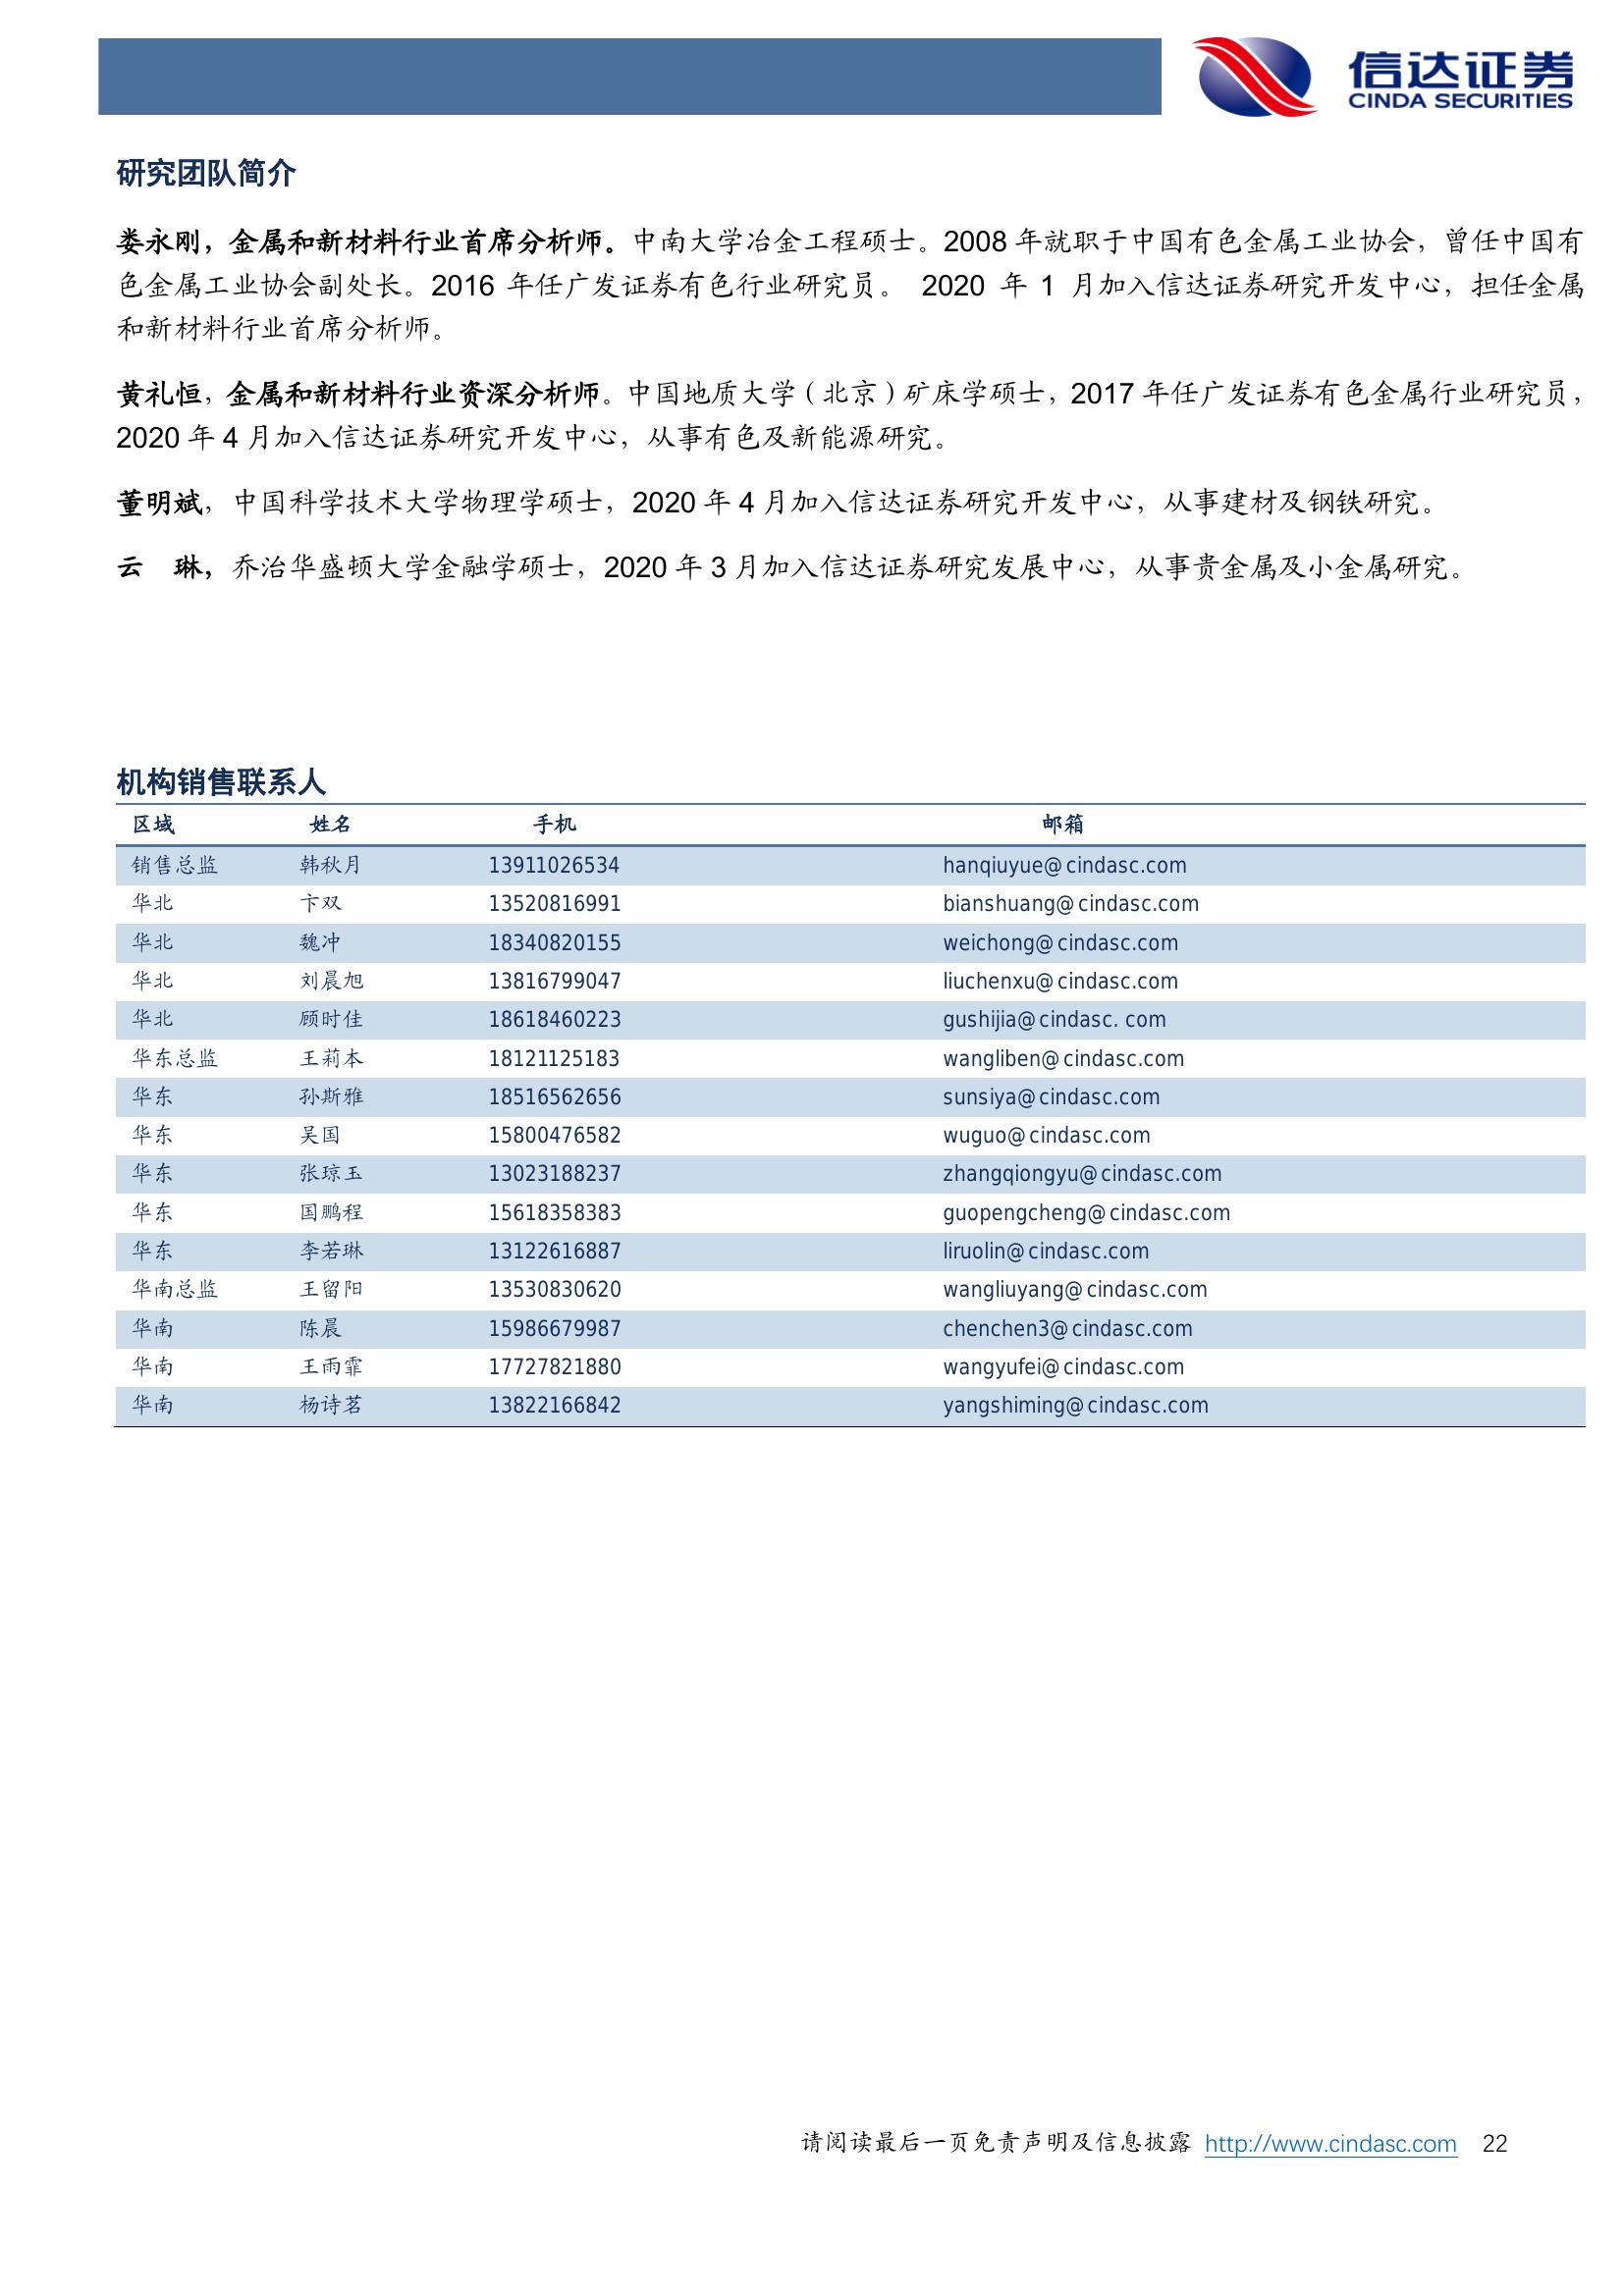 信达证券
CINDA SECURITIES
研究团队简介
娄永刚，金属和新材料行业首席分析师。中南大学冶金工程硕士。2008 年就职于中国有色金属工业协会，曾任中国有
色金属工业协会副处长。2016 年任广发证券有色行业研究员。 2020 年 1 月加入信达证券研究开发中心，担任金属
和新材料行业首席分析师。
黄礼恒，金属和新材料行业资深分析师。中国地质大学（北京）矿床学硕士，2017 年任广发证券有色金属行业研究员，
2020 年 4 月加入信达证券研究开发中心，从事有色及新能源研究。
董明斌，中国科学技术大学物理学硕士，2020 年 4 月加入信达证券研究开发中心，从事建材及钢铁研究。
云　琳，乔治华盛顿大学金融学硕士，2020 年 3 月加入信达证券研究发展中心，从事贵金属及小金属研究。
机构销售联系人
区域 姓名 手机 邮箱
销售总监 韩秋月 13911026534 hanqiuyue@cindasc.com
华北 卞双 13520816991 bianshuang@cindasc.com
华北 魏冲 18340820155 weichong@cindasc.com
华北 刘晨旭 13816799047 liuchenxu@cindasc.com
华北 顾时佳 18618460223 gushijia@cindasc. com
华东总监 王莉本 18121125183 wangliben@cindasc.com
华东 孙斯雅 18516562656 sunsiya@cindasc.com
华东 吴国 15800476582 wuguo@cindasc.com
华东 张琼玉 13023188237 zhangqiongyu@cindasc.com
华东 国鹏程 15618358383 guopengcheng@cindasc.com
华东 李若琳 13122616887 liruolin@cindasc.com
华南总监 王留阳 13530830620 wangliuyang@cindasc.com
华南 陈晨 15986679987 chenchen3@cindasc.com
华南 王雨霏 17727821880 wangyufei@cindasc.com
华南 杨诗茗 13822166842 yangshiming@cindasc.com
请阅读最后一页免责声明及信息披露 http://www.cindasc.com 22